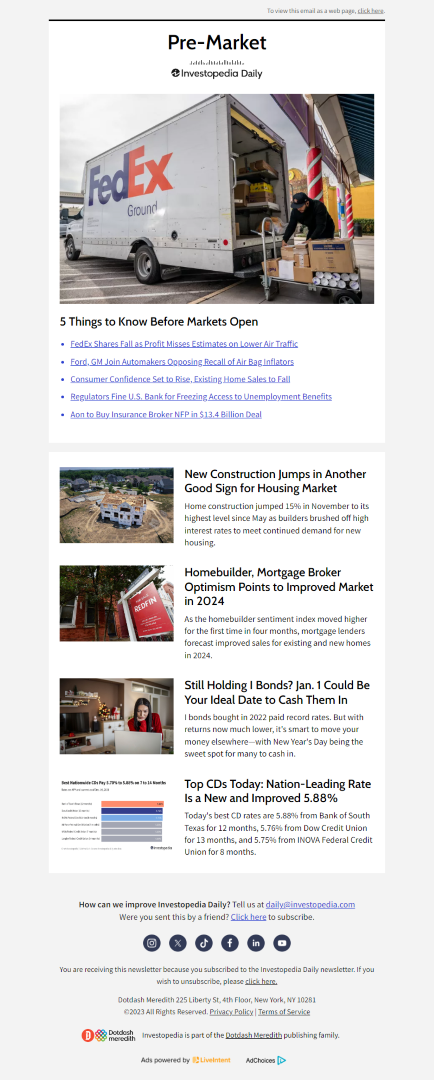 To view this email as a web page, click here.
Pre-Market
Investopedia Daily
FedEx
Ground
5 Things to Know Before Markets Open
FedEx Shares Fall as Profit Misses Estimates on Lower Air Traffic
Ford, GM Join Automakers Opposing Recall of Air Bag Inflators
Consumer Confidence Set to Rise, Existing Home Sales to Fall
Regulators Fine U.S. Bank for Freezing Access to Unemployment Benefits
Aon to Buy Insurance Broker NFP in $13.4 Billion Deal
New Construction Jumps in Another
Good Sign for Housing Market
Home construction jumped 15% in November to its
highest level since May as builders brushed off high
interest rates to meet continued demand for new
housing.
REDFIN
Homebuilder, Mortgage Broker
Optimism Points to Improved Market
in 2024
As the homebuilder sentiment index moved higher
for the first time in four months, mortgage lenders
forecast improved sales for existing and new homes
in 2024.
Still Holding I Bonds? Jan. 1 Could Be
Your Ideal Date to Cash Them In
I bonds bought in 2022 paid record rates. But with
returns now much lower, it's smart to move your
money elsewhere—with New Year's Day being the
sweet spot for many to cash in.
Best Nationwide CDs Pay 5.70% to 5.88% on 7 to 14 Months
Investopedia
Top CDs Today: Nation-Leading Rate
Is a New and Improved 5.88%
Today's best CD rates are 5.88% from Bank of South
Texas for 12 months, 5.76% from Dow Credit Union
for 13 months, and 5.75% from INOVA Federal Credit
Union for 8 months.
How can we improve Investopedia Daily? Tell us at daily@investopedia.com
Were you sent this by a friend? Click here to subscribe.
You are receiving this newsletter because you subscribed to the Investopedia Daily newsletter. If you
wish to unsubscribe, please click here.
Dotdash Meredith 225 Liberty St, 4th Floor, New York, NY 10281
©2023 All Rights Reserved. Privacy Policy | Terms of Service
Dotdash
meredith
Investopedia is part of the Dotdash Meredith publishing family.
Ads powered by LiveIntent
AdChoices